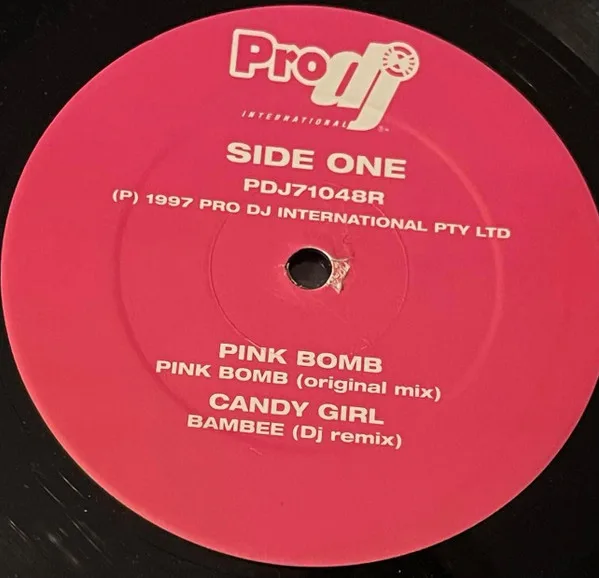 Pro dj
INTERNATIONAL
SIDE ONE
PDJ71048R
(P) 1997 PRO DJ INTERNATIONAL PTY LTD
PINK BOMB
PINK BOMB (original mix)
CANDY GIRL
BAMBEE (Dj remix)